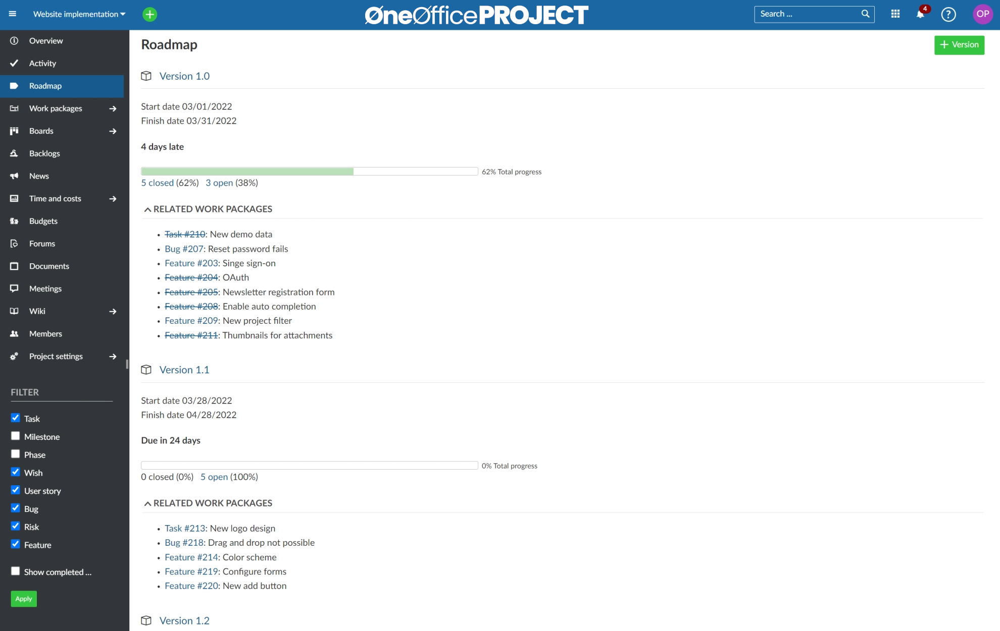 Website implementation
ØneØfficePROJECT
Search ...
4
?
OP
Overview
Activity
Roadmap
Work packages
Boards
Backlogs
News
Time and costs
Budgets
Forums
Documents
Meetings
Wiki
Members
Project settings
FILTER
Task
Milestone
Phase
Wish
User story
Bug
Risk
Feature
Show completed ...
Apply
Roadmap
+ Version
Version 1.0
Start date 03/01/2022
Finish date 03/31/2022
4 days late
62% Total progress
5 closed (62%) 3 open (38%)
RELATED WORK PACKAGES
• Task #210: New demo data
• Bug #207: Reset password fails
• Feature #203: Singe sign-on
• Feature #204: OAuth
• Feature #205: Newsletter registration form
• Feature #208: Enable auto completion
• Feature #209: New project filter
• Feature #211: Thumbnails for attachments
Version 1.1
Start date 03/28/2022
Finish date 04/28/2022
Due in 24 days
0% Total progress
0 closed (0%) 5 open (100%)
RELATED WORK PACKAGES
• Task #213: New logo design
• Bug #218: Drag and drop not possible
• Feature #214: Color scheme
• Feature #219: Configure forms
• Feature #220: New add button
Version 1.2